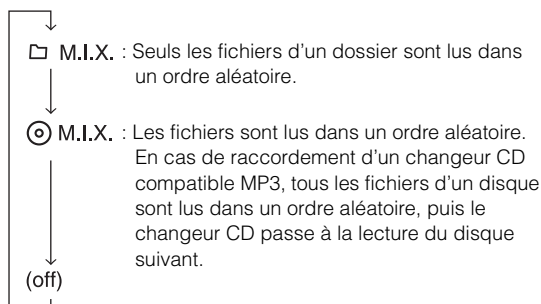 M.I.X. : Seuls les fichiers d'un dossier sont lus dans
un ordre aléatoire.
M.I.X. : Les fichiers sont lus dans un ordre aléatoire.
En cas de raccordement d'un changeur CD
compatible MP3, tous les fichiers d'un disque
sont lus dans un ordre aléatoire, puis le
changeur CD passe à la lecture du disque
suivant.
(off)